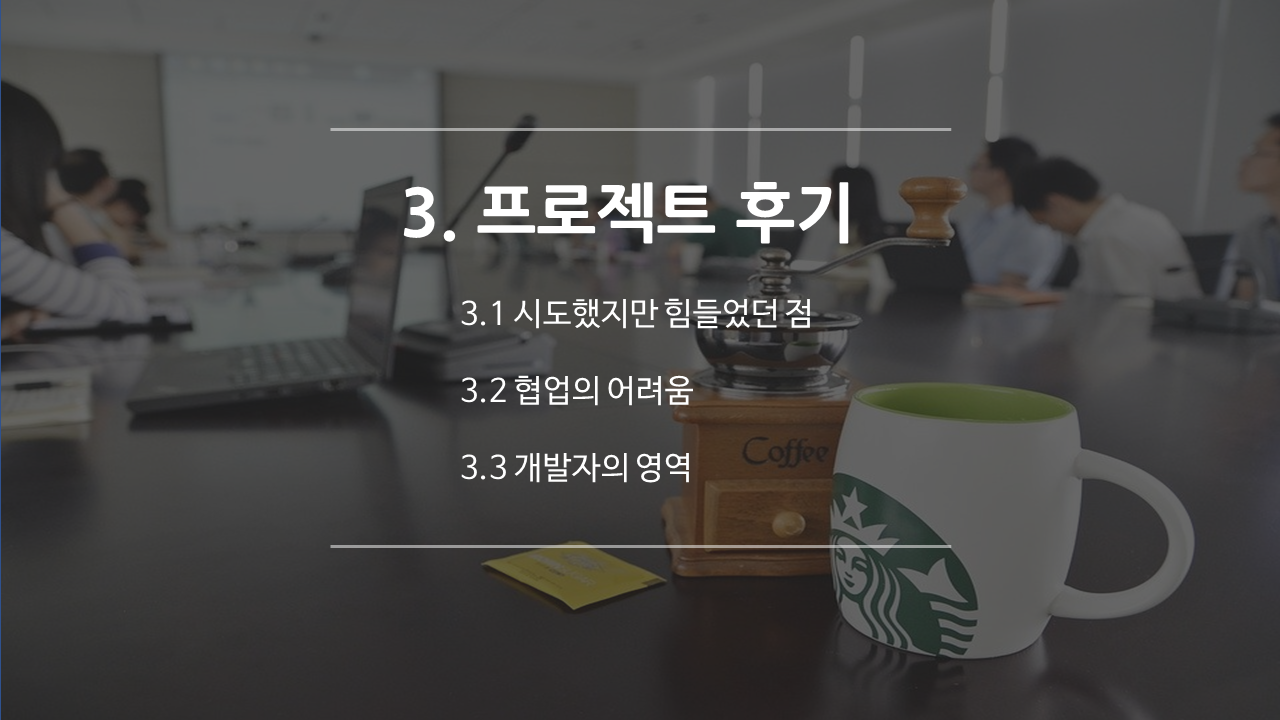 3. 프로젝트 후기
3.1 시도했지만 힘들었던 점
3.2 협업의 어려움
3.3 개발자의 영역
Coffee